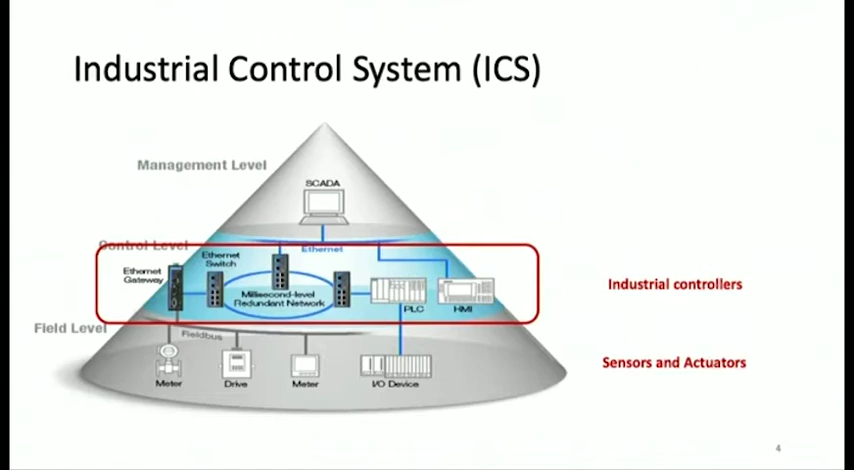 Industrial Control System (ICS)
Management Level
SCADA
Control Level
Ethernet
Ethernet
Switch
Ethernet
Gateway
Millisecond-level
Redundant Network
PLC
HMI
Industrial controllers
Field Level
Fieldbus
Meter
Drive
Meter
I/O Device
Sensors and Actuators
4